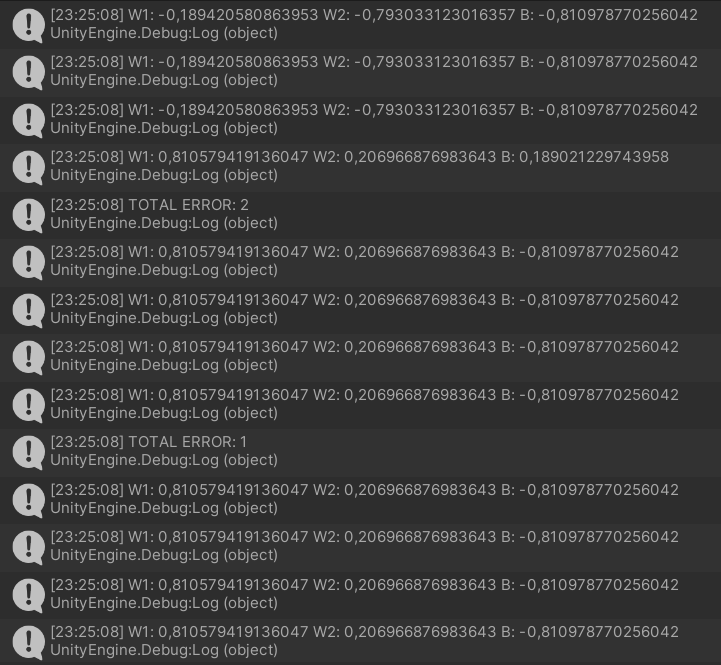 [23:25:08] W1: -0,189420580863953 W2: -0,793033123016357 B: -0,810978770256042
UnityEngine.Debug:Log (object)
[23:25:08] W1: -0,189420580863953 W2: -0,793033123016357 B: -0,810978770256042
UnityEngine.Debug:Log (object)
[23:25:08] W1: -0,189420580863953 W2: -0,793033123016357 B: -0,810978770256042
UnityEngine.Debug:Log (object)
[23:25:08] W1: 0,810579419136047 W2: 0,206966876983643 B: 0,189021229743958
UnityEngine.Debug:Log (object)
[23:25:08] TOTAL ERROR: 2
UnityEngine.Debug:Log (object)
[23:25:08] W1: 0,810579419136047 W2: 0,206966876983643 B: -0,810978770256042
UnityEngine.Debug:Log (object)
[23:25:08] W1: 0,810579419136047 W2: 0,206966876983643 B: -0,810978770256042
UnityEngine.Debug:Log (object)
[23:25:08] W1: 0,810579419136047 W2: 0,206966876983643 B: -0,810978770256042
UnityEngine.Debug:Log (object)
[23:25:08] W1: 0,810579419136047 W2: 0,206966876983643 B: -0,810978770256042
UnityEngine.Debug:Log (object)
[23:25:08] TOTAL ERROR: 1
UnityEngine.Debug:Log (object)
[23:25:08] W1: 0,810579419136047 W2: 0,206966876983643 B: -0,810978770256042
UnityEngine.Debug:Log (object)
[23:25:08] W1: 0,810579419136047 W2: 0,206966876983643 B: -0,810978770256042
UnityEngine.Debug:Log (object)
[23:25:08] W1: 0,810579419136047 W2: 0,206966876983643 B: -0,810978770256042
UnityEngine.Debug:Log (object)
[23:25:08] W1: 0,810579419136047 W2: 0,206966876983643 B: -0,810978770256042
UnityEngine.Debug:Log (object)